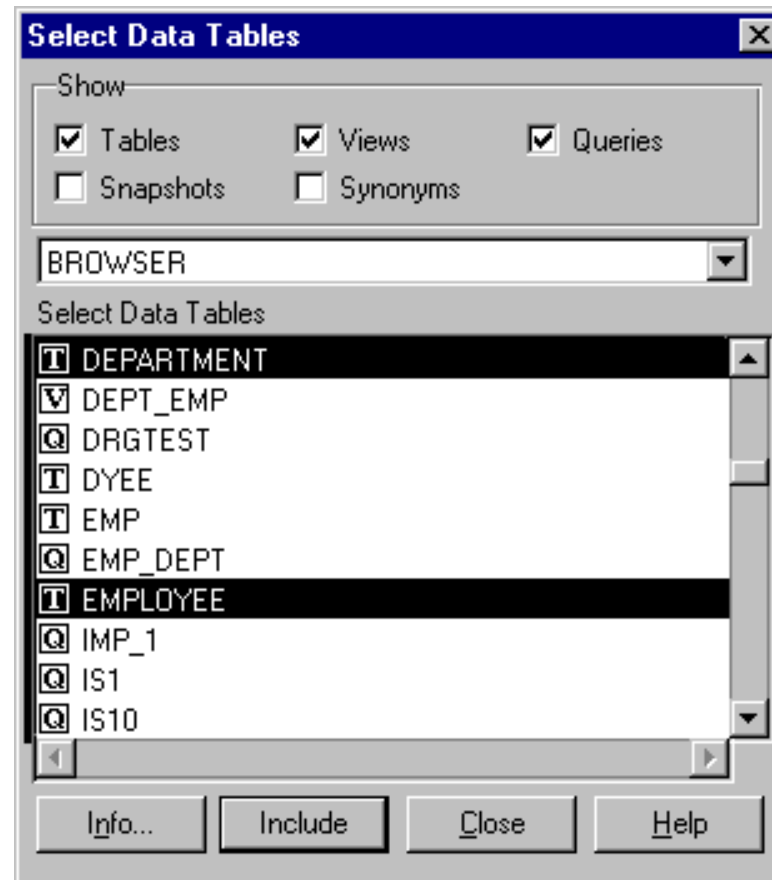 Select Data Tables
Show
Tables Views Queries
Snapshots Synonyms
BROWSER
Select Data Tables
T DEPARTMENT
V DEPT_EMP
Q DRGTEST
T DYEE
T EMP
Q EMP_DEPT
T EMPLOYEE
Q IMP_1
Q IS1
Q IS10
Info... Include Close Help